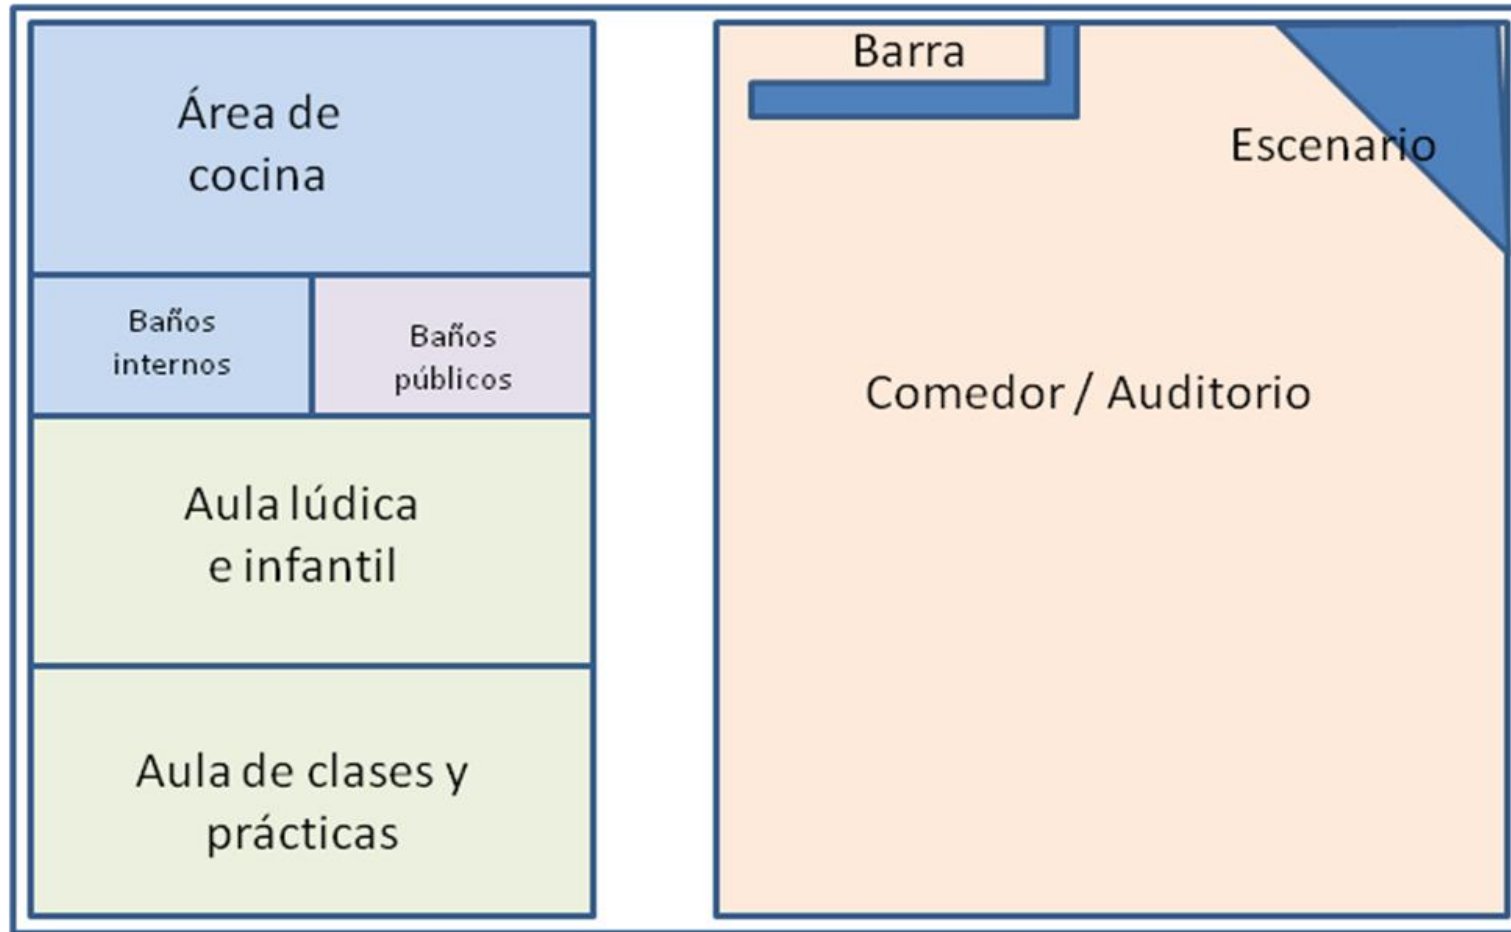 Área de
cocina
Baños
internos
Baños
públicos
Aula lúdica
e infantil
Aula de clases y
prácticas
Barra
Escenario
Comedor / Auditorio